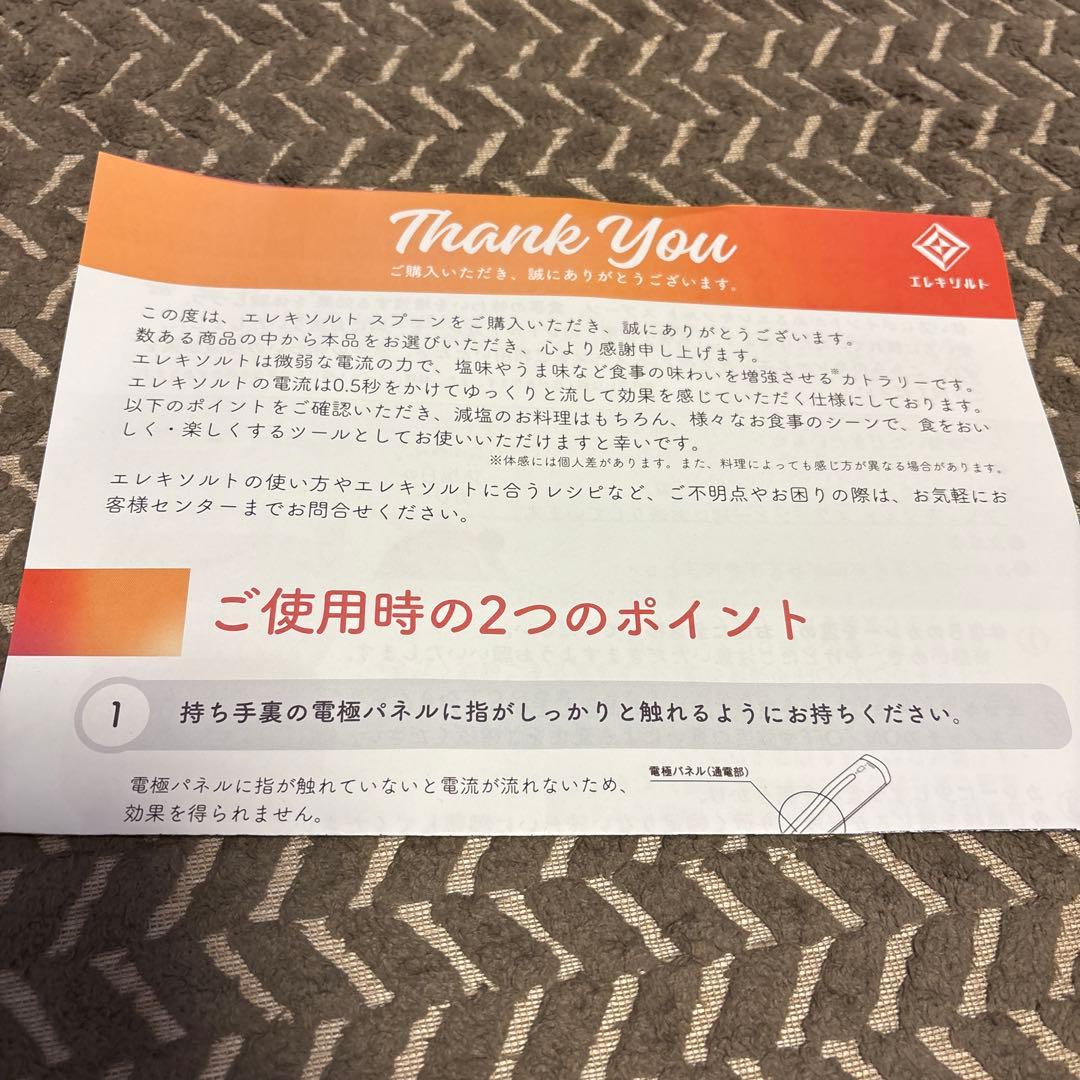 Thank You
ご購入いただき、誠にありがとうございます。
エレキソルト
この度は、エレキソルト スプーンをご購入いただき、誠にありがとうございます。
数ある商品の中から本品をお選びいただき、心より感謝申し上げます。
エレキソルトは微弱な電流の力で、塩味やうま味など食事の味わいを増強させる※カトラリーです。
エレキソルトの電流は0.5秒をかけてゆっくりと流して効果を感じていただく仕様にしております。
以下のポイントをご確認いただき、減塩のお料理はもちろん、様々なお食事のシーンで、食をおい
しく・楽しくするツールとしてお使いいただけますと幸いです。
※体感には個人差があります。また、料理によっても感じ方が異なる場合があります。
エレキソルトの使い方やエレキソルトに合うレシピなど、ご不明点やお困りの際は、お気軽にお
客様センターまでお問合せください。
ご使用時の2つのポイント
1 持ち手裏の電極パネルに指がしっかりと触れるようにお持ちください。
電極パネルに指が触れていないと電流が流れないため、
効果を得られません。
電極パネル(通電部)